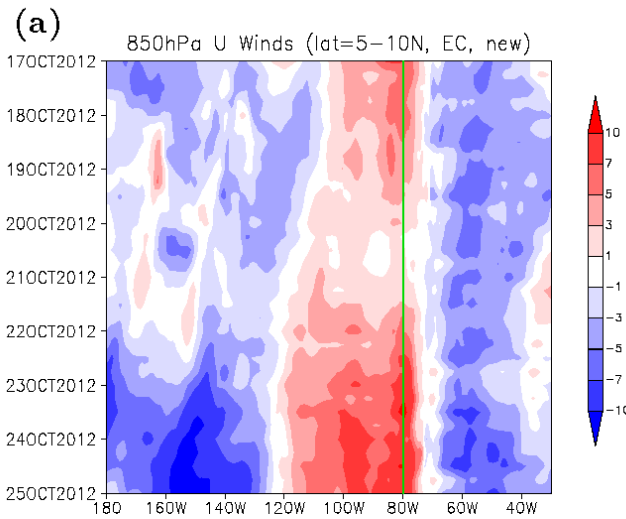 (a)
850hPa U Winds (lat=5-10N, EC, new)
17OCT2012
18OCT2012
19OCT2012
20OCT2012
21OCT2012
22OCT2012
23OCT2012
24OCT2012
25OCT2012
180 160W 140W 120W 100W 80W 60W 40W
10
7
5
3
1
-1
-3
-5
-7
-10